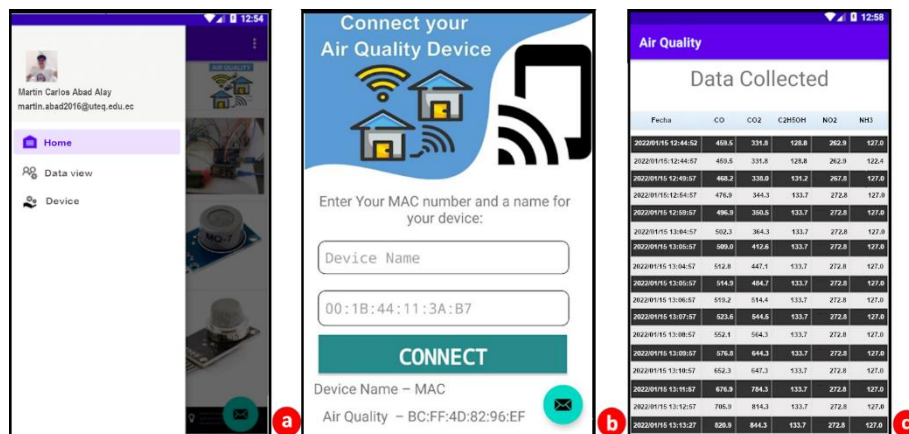 12:54
AIR QUALITY
Martin Carlos Abad Alay
martin.abad2016@uteq.edu.ec
Home
Data view
Device
MQ-7
a
Connect your
Air Quality Device
Enter Your MAC number and a name for
your device:
Device Name
00:1B:44:11:3A:B7
CONNECT
Device Name – MAC
Air Quality – BC:FF:4D:82:96:EF
b
12:58
Air Quality
Data Collected
Fecha CO CO2 C2H5OH NO2 NH3
2022/01/15 12:44:52 459.5 331.8 128.8 262.9 127.0
2022/01/15 12:44:57 459.5 331.8 128.8 262.9 122.4
2022/01/15 12:49:57 468.2 338.0 131.2 267.8 127.0
2022/01/15 12:54:57 476.9 344.3 133.7 272.8 127.0
2022/01/15 12:59:57 496.9 350.5 133.7 272.8 127.0
2022/01/15 13:04:57 502.3 364.3 133.7 272.8 127.0
2022/01/15 13:05:57 509.0 412.6 133.7 272.8 127.0
2022/01/15 13:04:57 512.8 447.1 133.7 272.8 127.0
2022/01/15 13:05:57 514.9 484.7 133.7 272.8 127.0
2022/01/15 13:06:57 519.2 514.4 133.7 272.8 127.0
2022/01/15 13:07:57 523.6 544.5 133.7 272.8 127.0
2022/01/15 13:08:57 552.1 564.3 133.7 272.8 127.0
2022/01/15 13:09:57 576.8 644.3 133.7 272.8 127.0
2022/01/15 13:10:57 652.3 647.3 133.7 272.8 127.0
2022/01/15 13:11:57 676.9 784.3 133.7 272.8 127.0
2022/01/15 13:12:57 705.9 814.3 133.7 272.8 127.0
2022/01/15 13:13:27 820.9 844.3 133.7 272.8 127.0
c